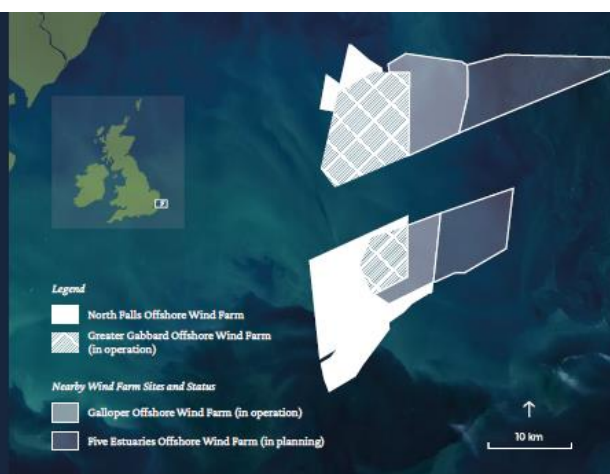 Legend
North Falls Offshore Wind Farm
Greater Gabbard Offshore Wind Farm
(in operation)
Nearby Wind Farm Sites and Status
Galloper Offshore Wind Farm (in operation)
Five Estuaries Offshore Wind Farm (in planning)
10 km